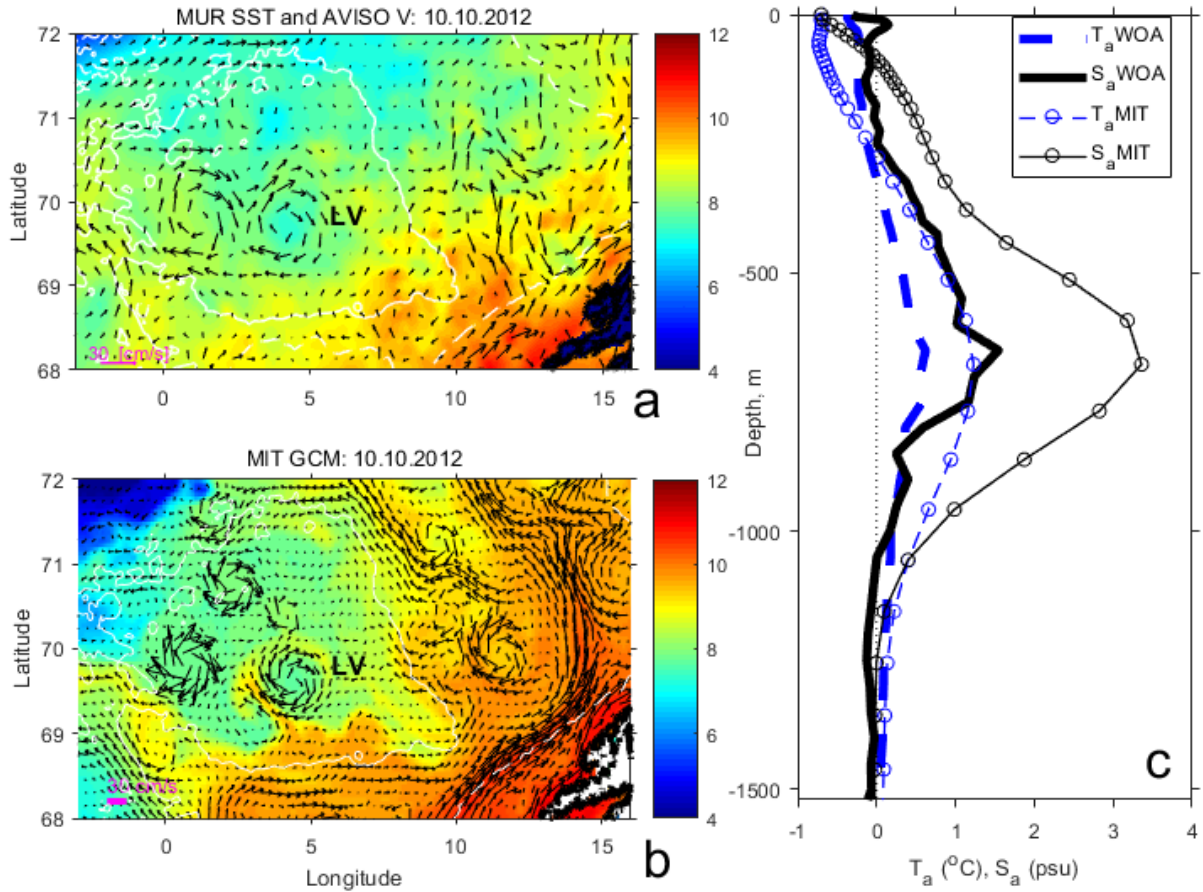 MUR SST and AVISO V: 10.10.2012
72
71
70
69
68
Latitude
LV
30 [cm/s]
0
5
10
15
12
10
8
6
4
a
MIT GCM: 10.10.2012
72
71
70
69
68
Latitude
LV
30 cm/s
0
5
10
15
Longitude
12
10
8
6
4
b
0
-500
-1000
-1500
Depth, m
TaWOA
SaWOA
TaMIT
SaMIT
c
-1
0
1
2
3
4
Ta (oC), Sa (psu)